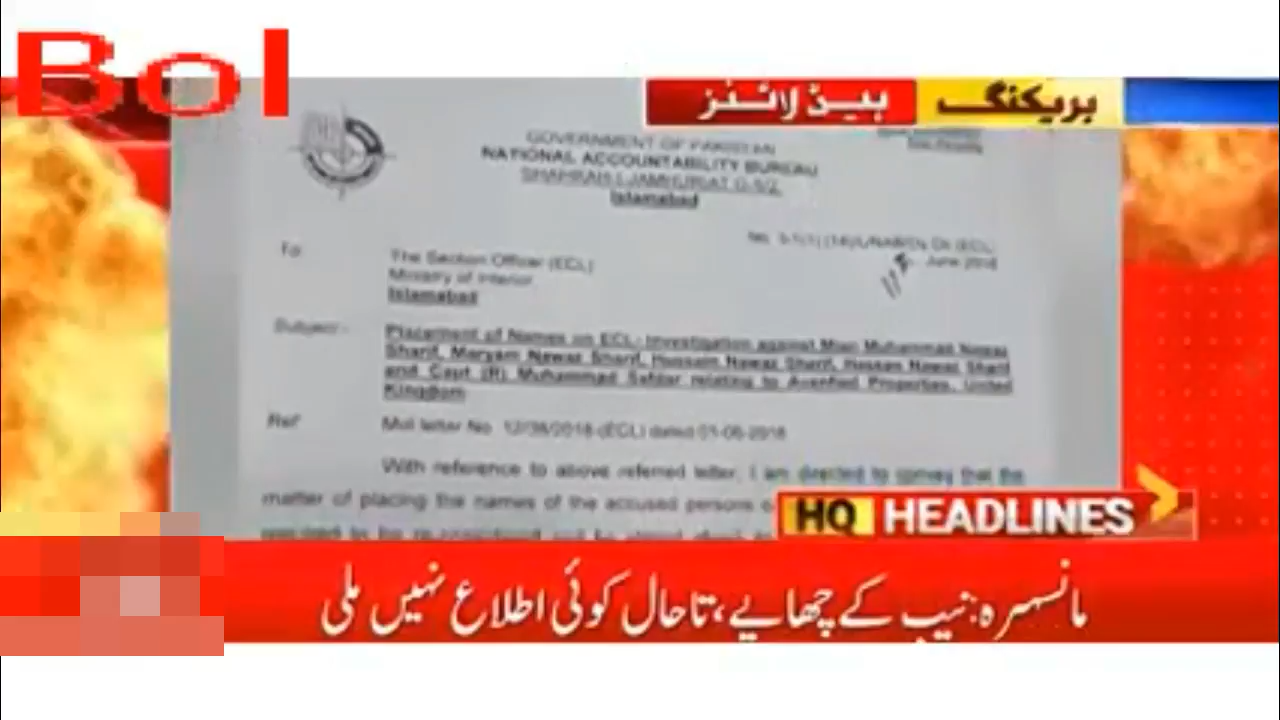 Bol
ہیڈ لائنز
بریکنگ
GOVERNMENT OF PAKISTAN
NATIONAL ACCOUNTABILITY BUREAU
SHAHRAH-I-JAMHURIAT G-5/2,
Islamabad
June 2018
To
The Section Officer (ECL)
Ministry of Interior
Islamabad
Subject:-
Placement of Names on ECL- Investigation against Mian Muhammad Nawaz
Sharif, Maryam Nawaz Sharif, Hussain Nawaz Sharif, Hassan Nawaz Sharif
and Capt (R) Muhammad Safdar relating to Avenfield Properties, United
Kingdom
Ref
MoI letter No. 12/38/2018-(ECL) dated 01-06-2018
With reference to above referred letter, I am directed to convey that the
matter of placing the names of the accused persons
HQ HEADLINES
مانسہرہ: نیب کے چھاپے، تاحال کوئی اطلاع نہیں ملی